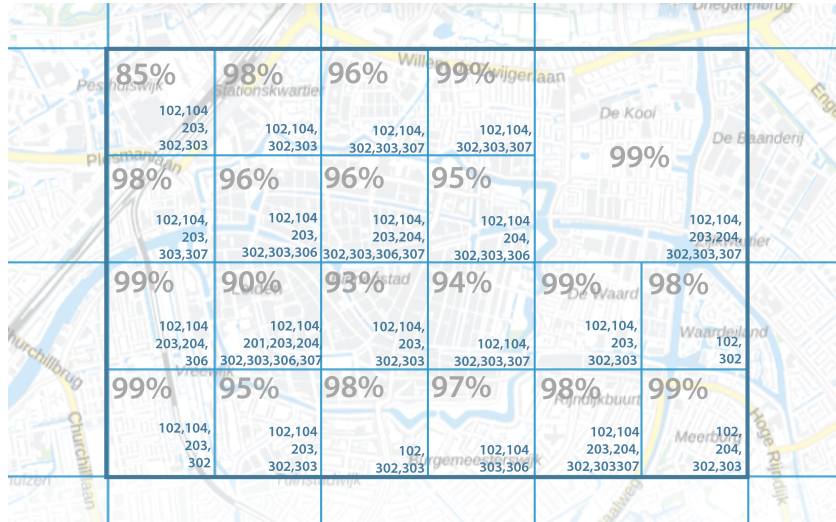 Driegatenbrug
85% 98% 96% 99%
Willem de Zwijgerlaan
Pesthuiswijk
Stationskwartier
De Kooi
102,104
203,
302,303
102,104,
302,303
102,104,
302,303,307
102,104,
302,303,307
De Baanderij
Plesmanlaan
99%
98% 96% 96% 95%
102,104,
203,
303,307
102,104
203,
302,303,306
102,104,
203,204,
302,303,306,307
102,104
204,
302,303,306
102,104,
203,204,
302,303,307
Zijlkwartier
99% 90% 93% 94% 99% 98%
Leiden
Binnenstad
De Waard
Waardeiland
102,104
203,204,
306
102,104
201,203,204
302,303,306,307
102,104,
203,
302,303
102,104,
302,303,307
102,104,
203,
302,303
102,
302
Churchillbrug
Vreewijk
99% 95% 98% 97% 98% 99%
Rijndijkbuurt
Churchilllaan
102,104,
203,
302
102,104
203,
302,303
102,
302,303
102,104
303,306
102,104
203,204,
302,303307
102,
204,
302,303
Meerburg
Hoge Rijndijk
Burgemeesterswijk
Tuinstadwijk